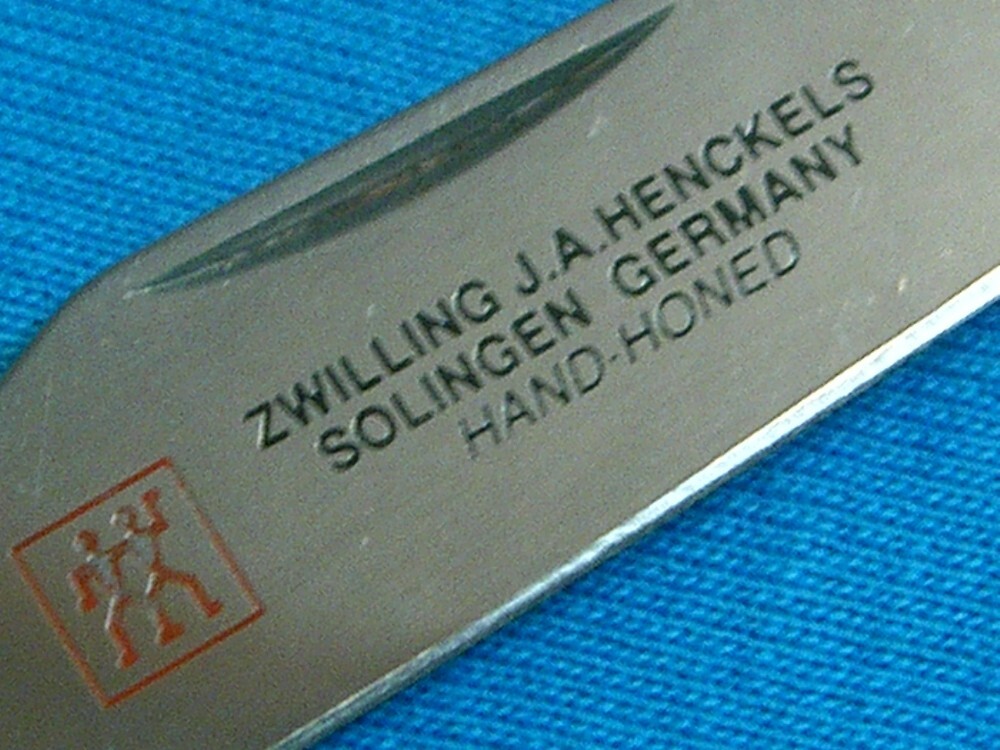 ZWILLING J.A.HENCKELS
SOLINGEN GERMANY
HAND-HONED